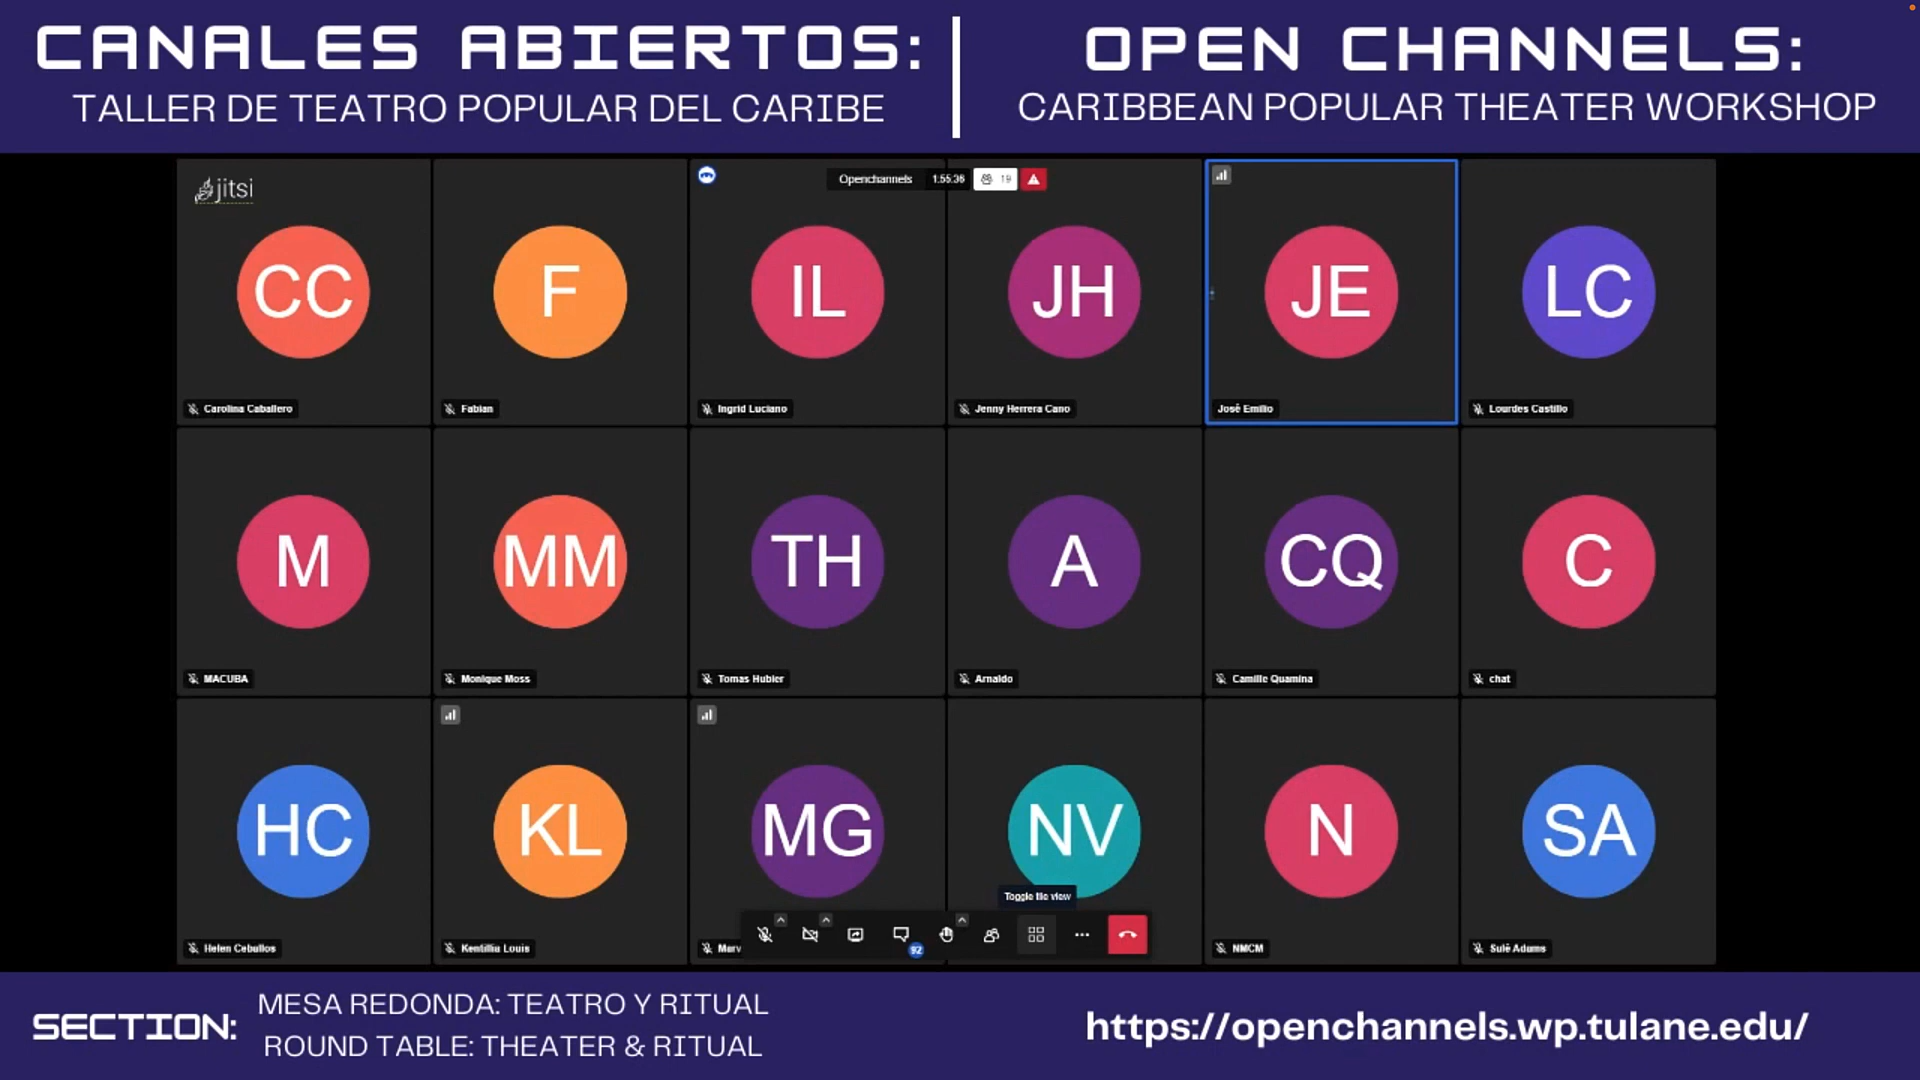 CANALES ABIERTOS:
TALLER DE TEATRO POPULAR DEL CARIBE
OPEN CHANNELS:
CARIBBEAN POPULAR THEATER WORKSHOP
jitsi
Openchannels 1:55:36 19
CC
Carolina Caballero
F
Fabian
IL
Ingrid Luciano
JH
Jenny Herrera Cano
JE
José Emilio
LC
Lourdes Castillo
M
MACUBA
MM
Monique Moss
TH
Tomas Hubier
A
Arnaldo
CQ
Camille Quamina
C
chat
HC
Helen Ceballos
KL
Kentillia Louis
MG
Marv
NV
Toggle tile view
92
N
NMCM
SA
Sulé Adams
SECTION:
MESA REDONDA: TEATRO Y RITUAL
ROUND TABLE: THEATER & RITUAL
https://openchannels.wp.tulane.edu/